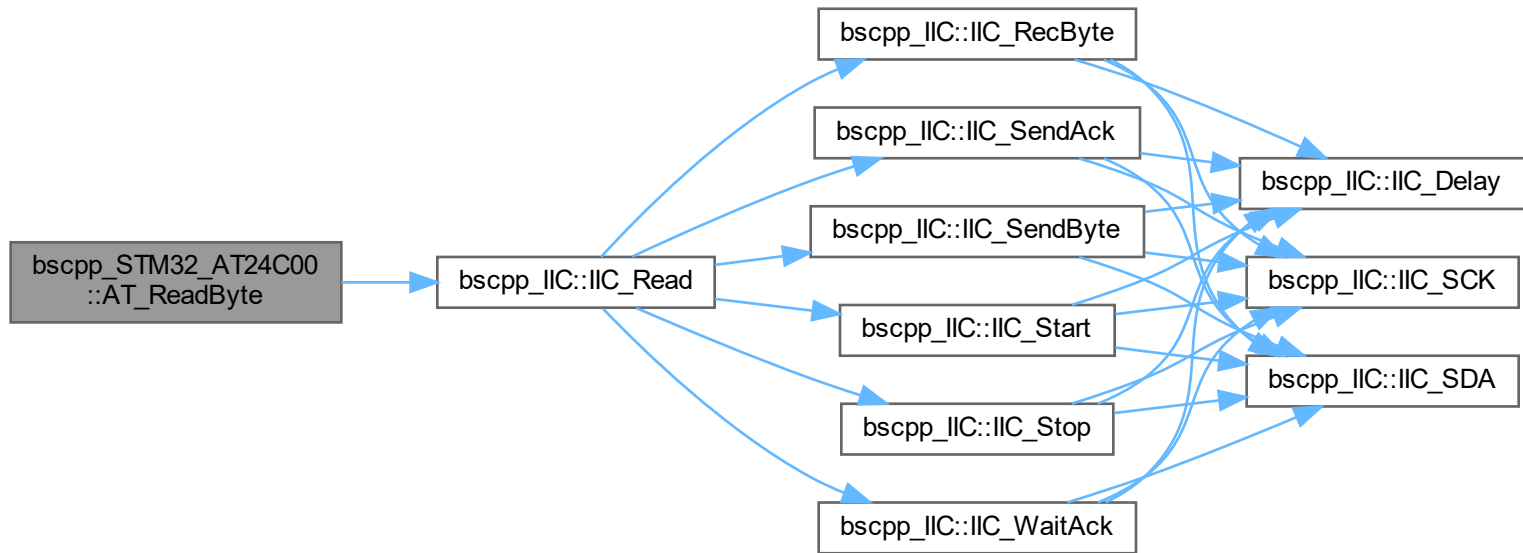 bscpp_STM32_AT24C00
::AT_ReadByte
bscpp_IIC::IIC_Read
bscpp_IIC::IIC_RecByte
bscpp_IIC::IIC_SendAck
bscpp_IIC::IIC_SendByte
bscpp_IIC::IIC_Start
bscpp_IIC::IIC_Stop
bscpp_IIC::IIC_WaitAck
bscpp_IIC::IIC_Delay
bscpp_IIC::IIC_SCK
bscpp_IIC::IIC_SDA